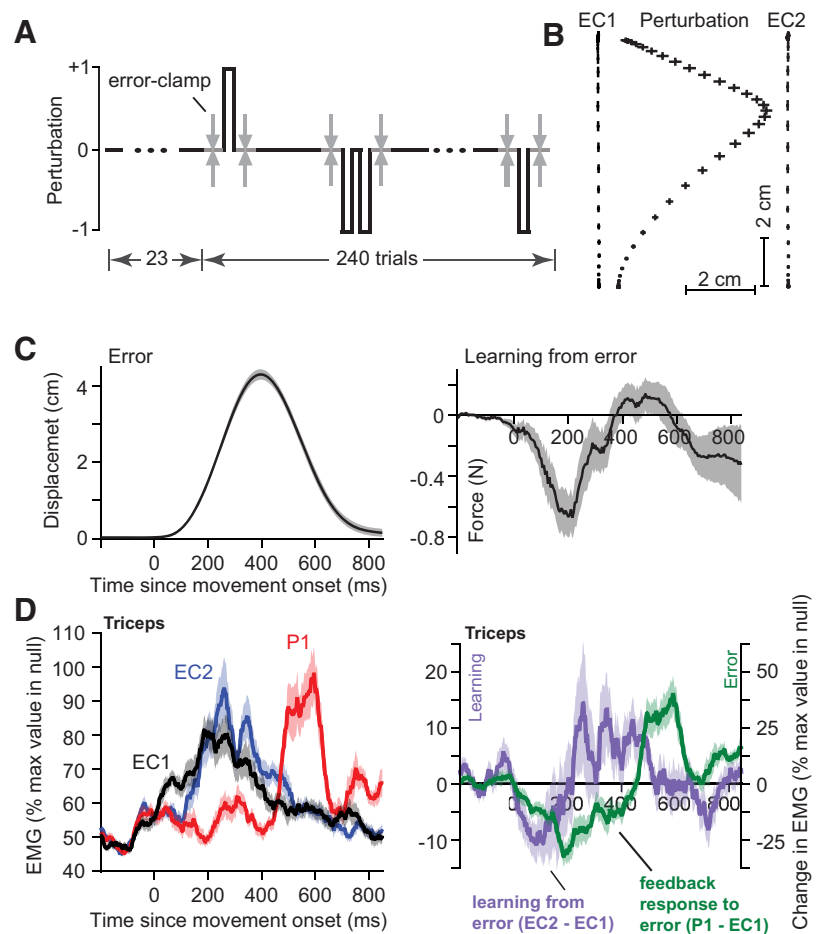 A
+1
error-clamp
Perturbation
0
-1
23
240 trials
B
EC1 Perturbation EC2
2 cm
2 cm
C
Error
Displacemet (cm)
4
2
0
0 200 400 600 800
Time since movement onset (ms)
Learning from error
0
-0.4
-0.8
Force (N)
0 200 400 600 800
D
Triceps
EMG (% max value in null)
110
100
90
80
70
60
50
40
EC1
EC2
P1
0 200 400 600 800
Time since movement onset (ms)
Triceps
Learning
Error
20
10
0
-10
50
25
0
-25
0 200 400 600 800
Change in EMG (% max value in null)
learning from
error (EC2 - EC1)
feedback
response to
error (P1 - EC1)